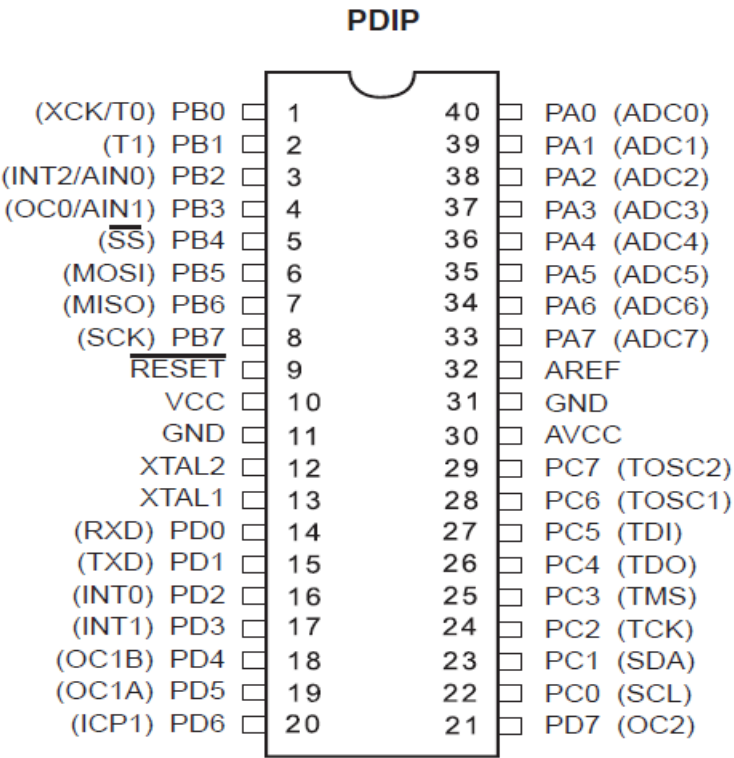 PDIP
(XCK/T0) PB0 1 40 PA0 (ADC0)
(T1) PB1 2 39 PA1 (ADC1)
(INT2/AIN0) PB2 3 38 PA2 (ADC2)
(OC0/AIN1) PB3 4 37 PA3 (ADC3)
(SS) PB4 5 36 PA4 (ADC4)
(MOSI) PB5 6 35 PA5 (ADC5)
(MISO) PB6 7 34 PA6 (ADC6)
(SCK) PB7 8 33 PA7 (ADC7)
RESET 9 32 AREF
VCC 10 31 GND
GND 11 30 AVCC
XTAL2 12 29 PC7 (TOSC2)
XTAL1 13 28 PC6 (TOSC1)
(RXD) PD0 14 27 PC5 (TDI)
(TXD) PD1 15 26 PC4 (TDO)
(INT0) PD2 16 25 PC3 (TMS)
(INT1) PD3 17 24 PC2 (TCK)
(OC1B) PD4 18 23 PC1 (SDA)
(OC1A) PD5 19 22 PC0 (SCL)
(ICP1) PD6 20 21 PD7 (OC2)